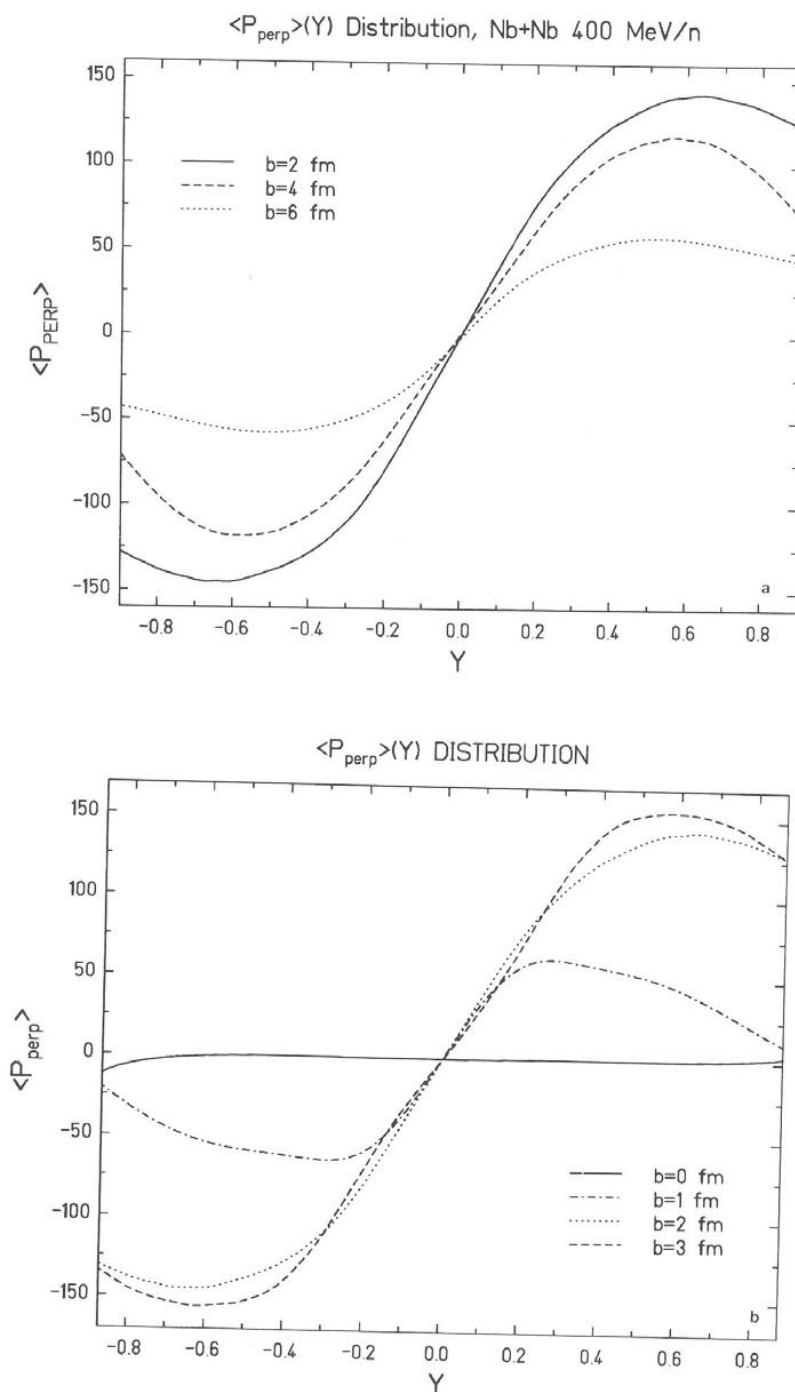 <P_perp>(Y) Distribution, Nb+Nb 400 MeV/n
150
100
50
0
-50
-100
-150
<P_PERP>
b=2 fm
b=4 fm
b=6 fm
a
-0.8 -0.6 -0.4 -0.2 0.0 0.2 0.4 0.6 0.8
Y
<P_perp>(Y) DISTRIBUTION
150
100
50
0
-50
-100
-150
<P_perp>
b=0 fm
b=1 fm
b=2 fm
b=3 fm
b
-0.8 -0.6 -0.4 -0.2 0.0 0.2 0.4 0.6 0.8
Y